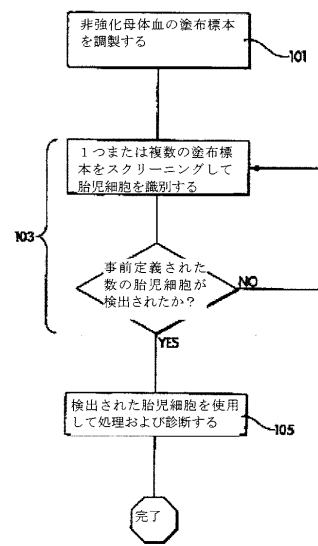 非強化母体血の塗布標本
を調製する
101
1つまたは複数の塗布標
本をスクリーニングして
胎児細胞を識別する
103
事前定義された
数の胎児細胞が
検出されたか？
NO
YES
検出された胎児細胞を使用
して処理および診断する
105
完了